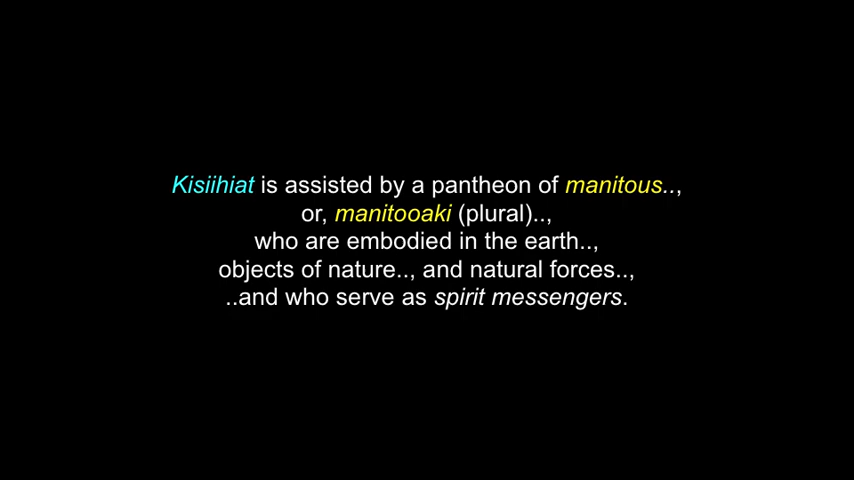 Kisiihiat is assisted by a pantheon of manitous..,
or, manitooaki (plural)..,
who are embodied in the earth..,
objects of nature.., and natural forces..,
..and who serve as spirit messengers.